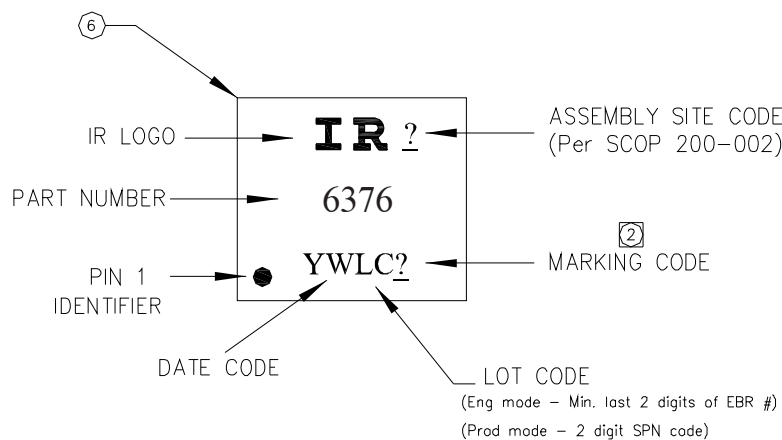 6
IR LOGO
IR ?
ASSEMBLY SITE CODE
(Per SCOP 200-002)
PART NUMBER
6376
2
MARKING CODE
YWLC?
PIN 1
IDENTIFIER
DATE CODE
LOT CODE
(Eng mode - Min. last 2 digits of EBR #)
(Prod mode - 2 digit SPN code)